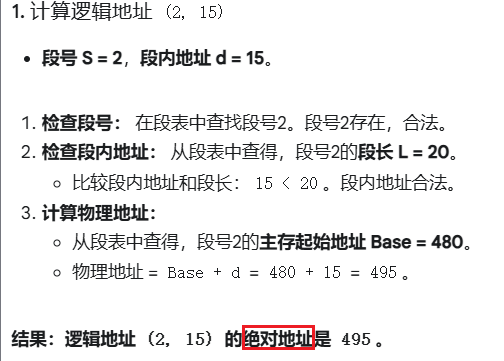 1. 计算逻辑地址 (2, 15)
• 段号 S = 2，段内地址 d = 15。
1. 检查段号： 在段表中查找段号2。段号2存在，合法。
2. 检查段内地址： 从段表中查得，段号2的段长 L = 20。
○ 比较段内地址和段长： 15 < 20 。段内地址合法。
3. 计算物理地址：
○ 从段表中查得，段号2的主存起始地址 Base = 480。
○ 物理地址 = Base + d = 480 + 15 = 495 。
结果：逻辑地址 (2, 15) 的绝对地址是 495 。